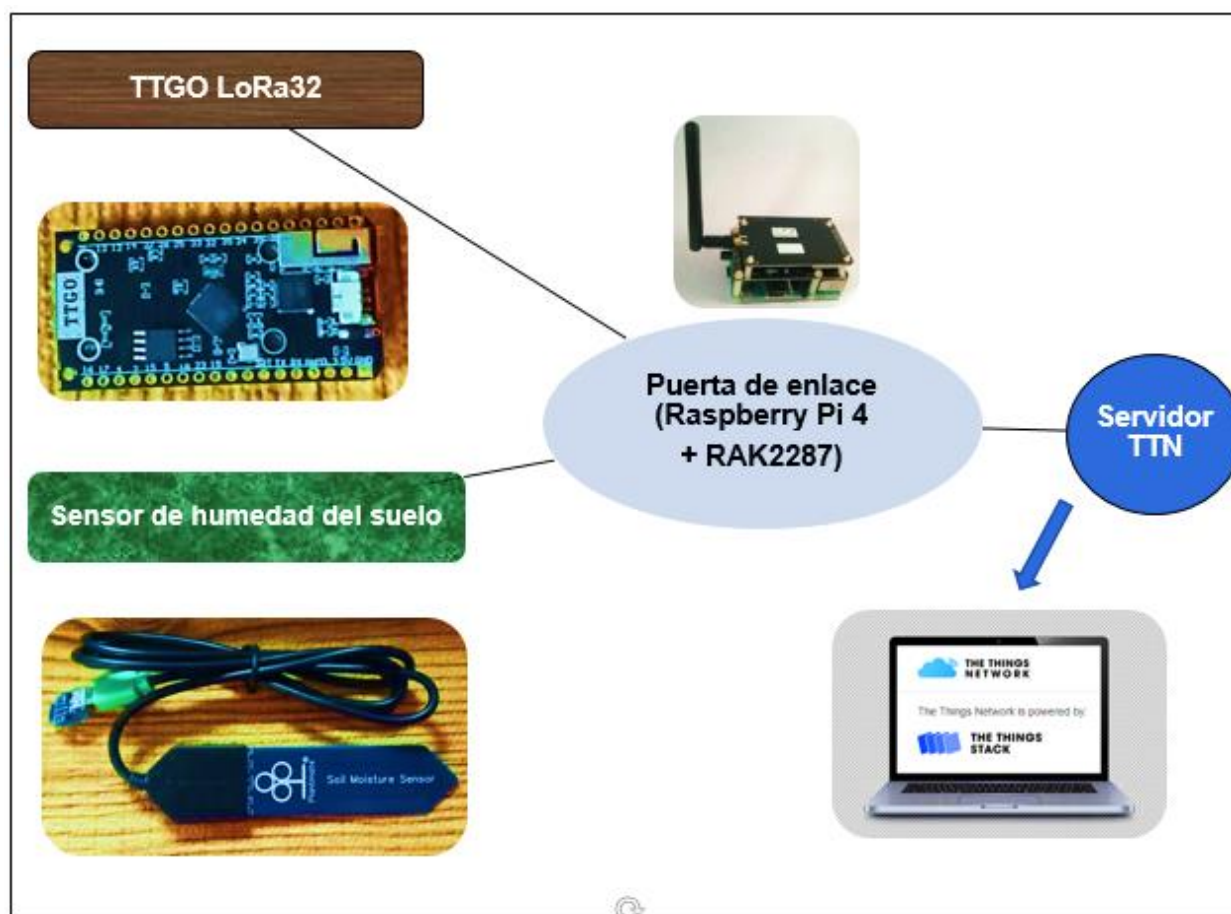 TTGO LoRa32
TTGO
Puerta de enlace
(Raspberry Pi 4
+ RAK2287)
Servidor
TTN
Sensor de humedad del suelo
Soil Moisture Sensor
THE THINGS
NETWORK
The Things Network is powered by
THE THINGS
STACK